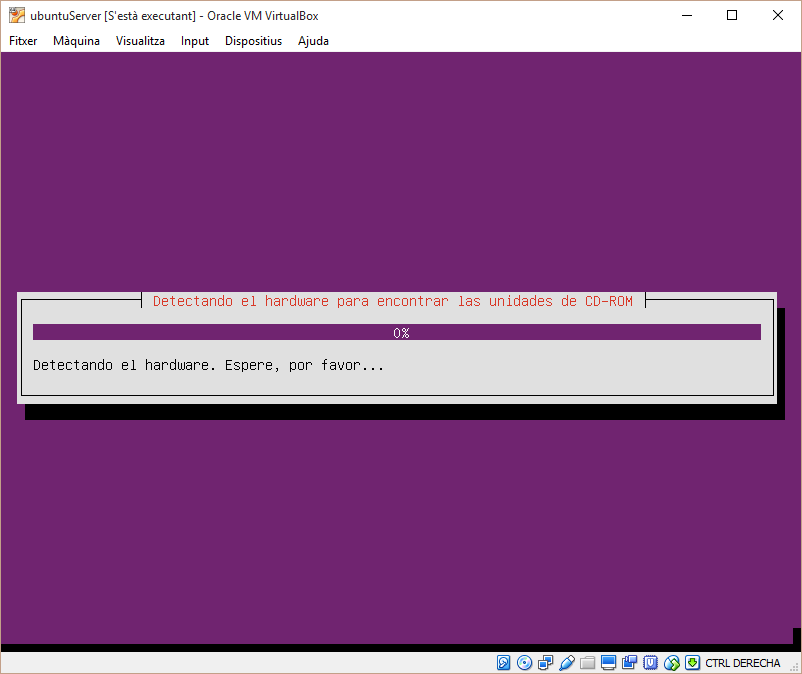 ubuntuServer [S'està executant] - Oracle VM VirtualBox
Fitxer Màquina Visualitza Input Dispositius Ajuda
Detectando el hardware para encontrar las unidades de CD-ROM
0%
Detectando el hardware. Espere, por favor...
CTRL DERECHA